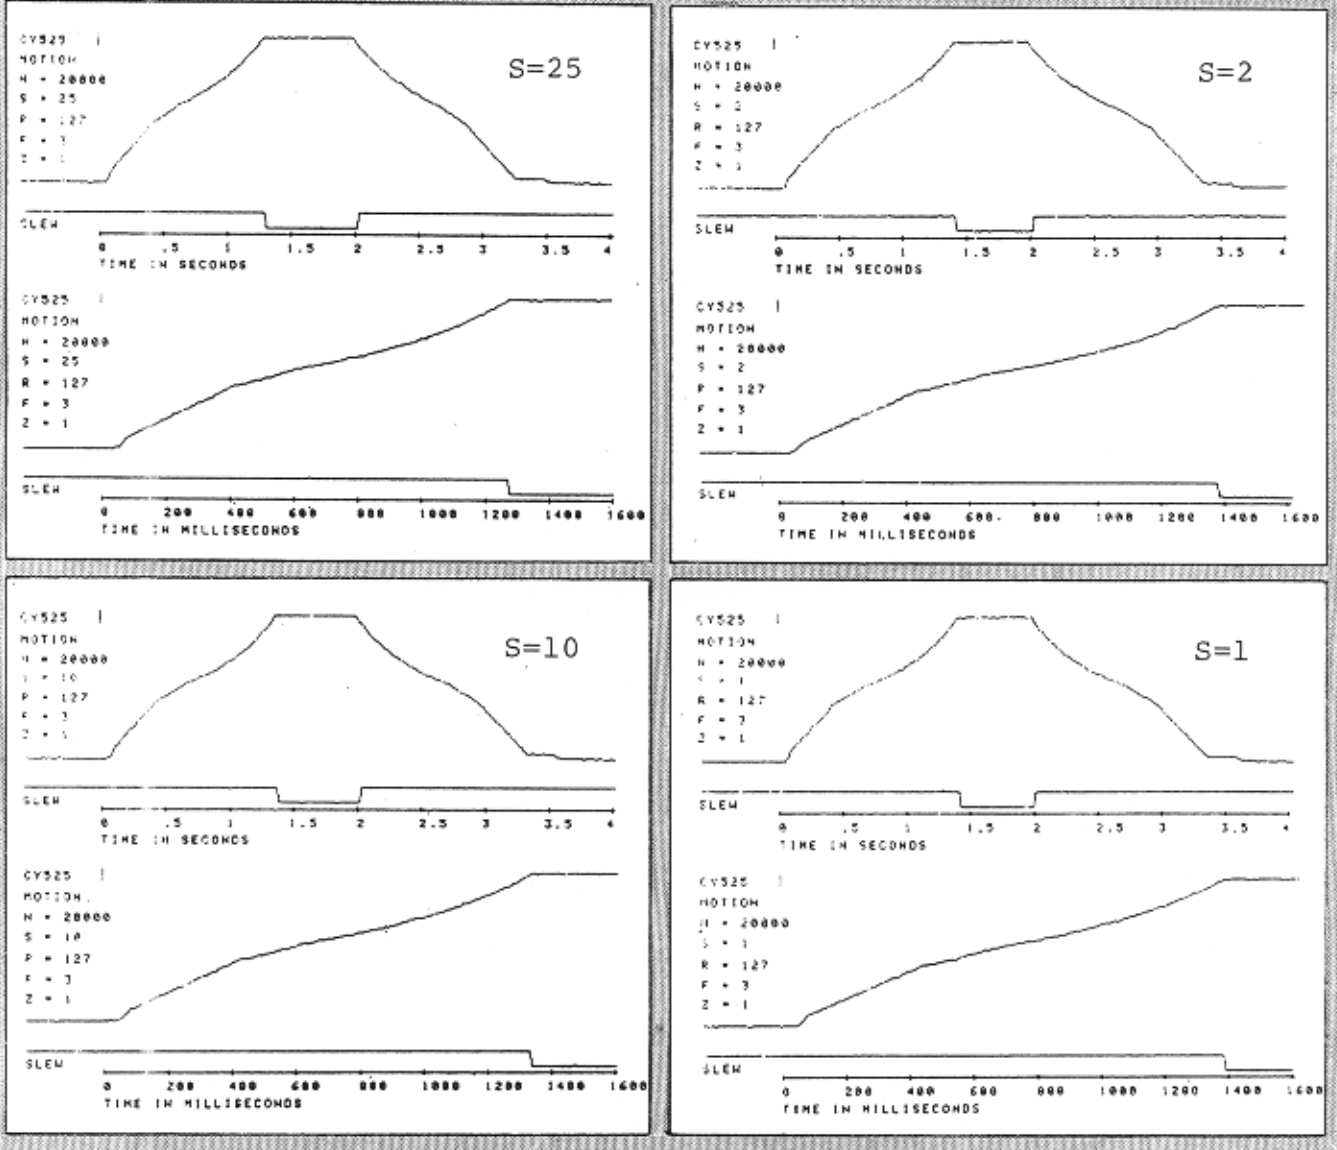 CY525
MOTION
N = 20000
S = 25
R = 127
F = 3
Z = 1
S=25
SLEW
0 .5 1 1.5 2 2.5 3 3.5 4
TIME IN SECONDS
CY525
MOTION
N = 20000
S = 25
R = 127
F = 3
Z = 1
SLEW
0 200 400 600 800 1000 1200 1400 1600
TIME IN MILLISECONDS
CY525
MOTION
N = 20000
S = 2
R = 127
F = 3
Z = 1
S=2
SLEW
0 .5 1 1.5 2 2.5 3 3.5 4
TIME IN SECONDS
CY525
MOTION
N = 20000
S = 2
R = 127
F = 3
Z = 1
SLEW
0 200 400 600 800 1000 1200 1400 1600
TIME IN MILLISECONDS
CY525
MOTION
N = 20000
S = 10
R = 127
F = 3
Z = 1
S=10
SLEW
0 .5 1 1.5 2 2.5 3 3.5 4
TIME IN SECONDS
CY525
MOTION
N = 20000
S = 10
R = 127
F = 3
Z = 1
SLEW
0 200 400 600 800 1000 1200 1400 1600
TIME IN MILLISECONDS
CY525
MOTION
N = 20000
S = 1
R = 127
F = 3
Z = 1
S=1
SLEW
0 .5 1 1.5 2 2.5 3 3.5 4
TIME IN SECONDS
CY525
MOTION
N = 20000
S = 1
R = 127
F = 3
Z = 1
SLEW
0 200 400 600 800 1000 1200 1400 1600
TIME IN MILLISECONDS